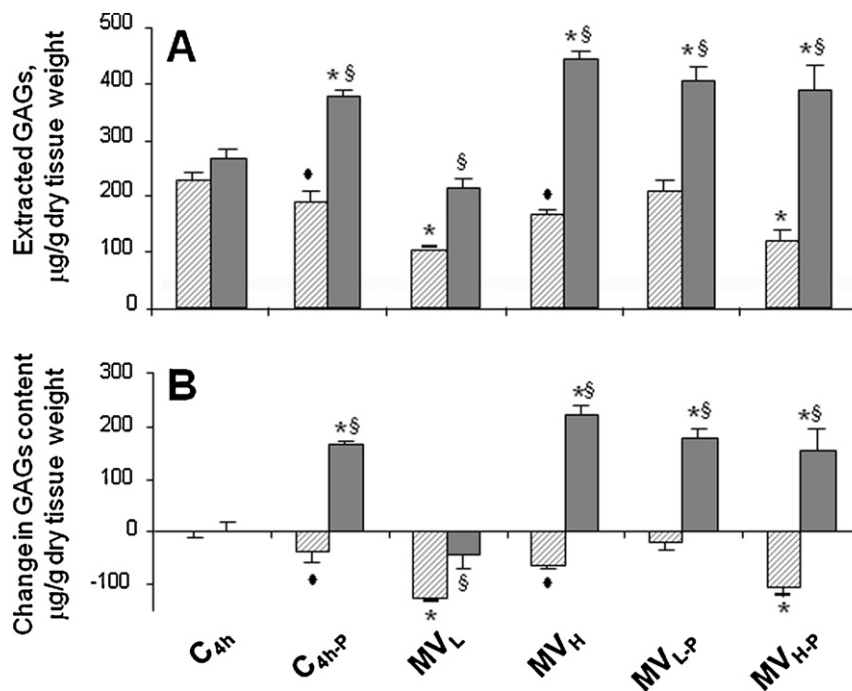 A
Extracted GAGs,
µg/g dry tissue weight
500
400
300
200
100
0
♦
* §
*
§
♦
* §
* §
*
* §
B
Change in GAGs content
µg/g dry tissue weight
300
200
100
0
-100
♦
*§
*
§
♦
*§
*§
*
*§
C4h
C4h-P
MVL
MVH
MVL-P
MVH-P